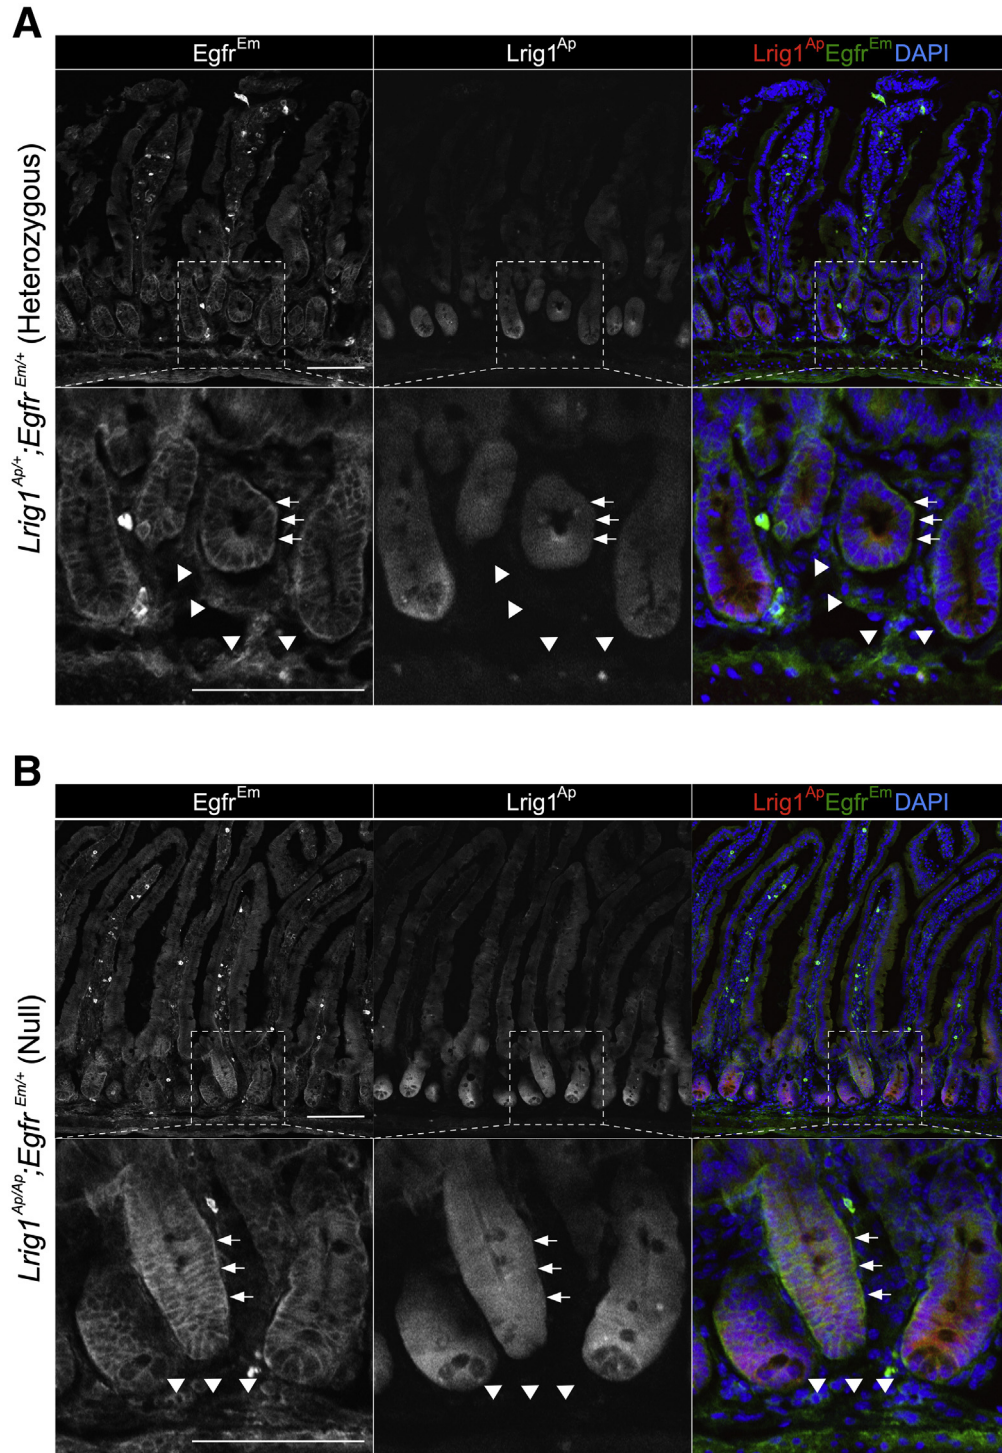 A
Egfr^Em Lrig1^Ap Lrig1^Ap Egfr^Em DAPI
Lrig1^Ap/+;Egfr^Em/+ (Heterozygous)
B
Egfr^Em Lrig1^Ap Lrig1^Ap Egfr^Em DAPI
Lrig1^Ap/Ap;Egfr^Em/+ (Null)